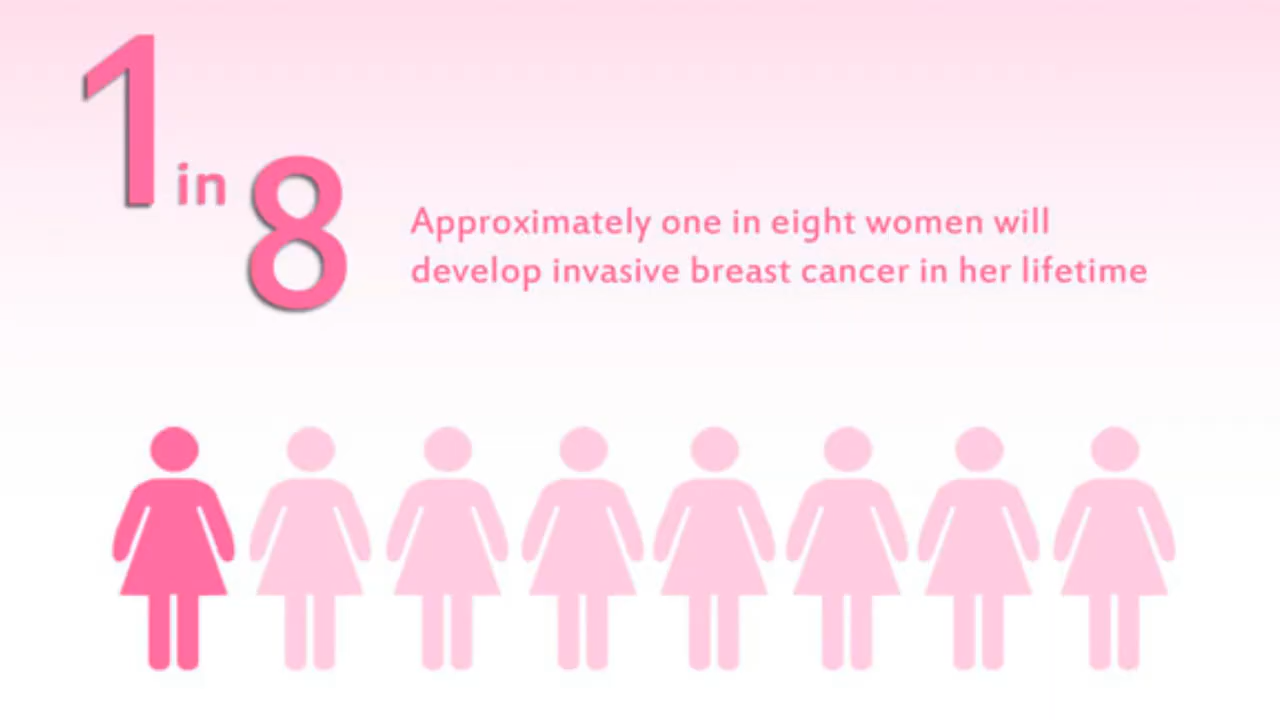 1 in 8
Approximately one in eight women will
develop invasive breast cancer in her lifetime